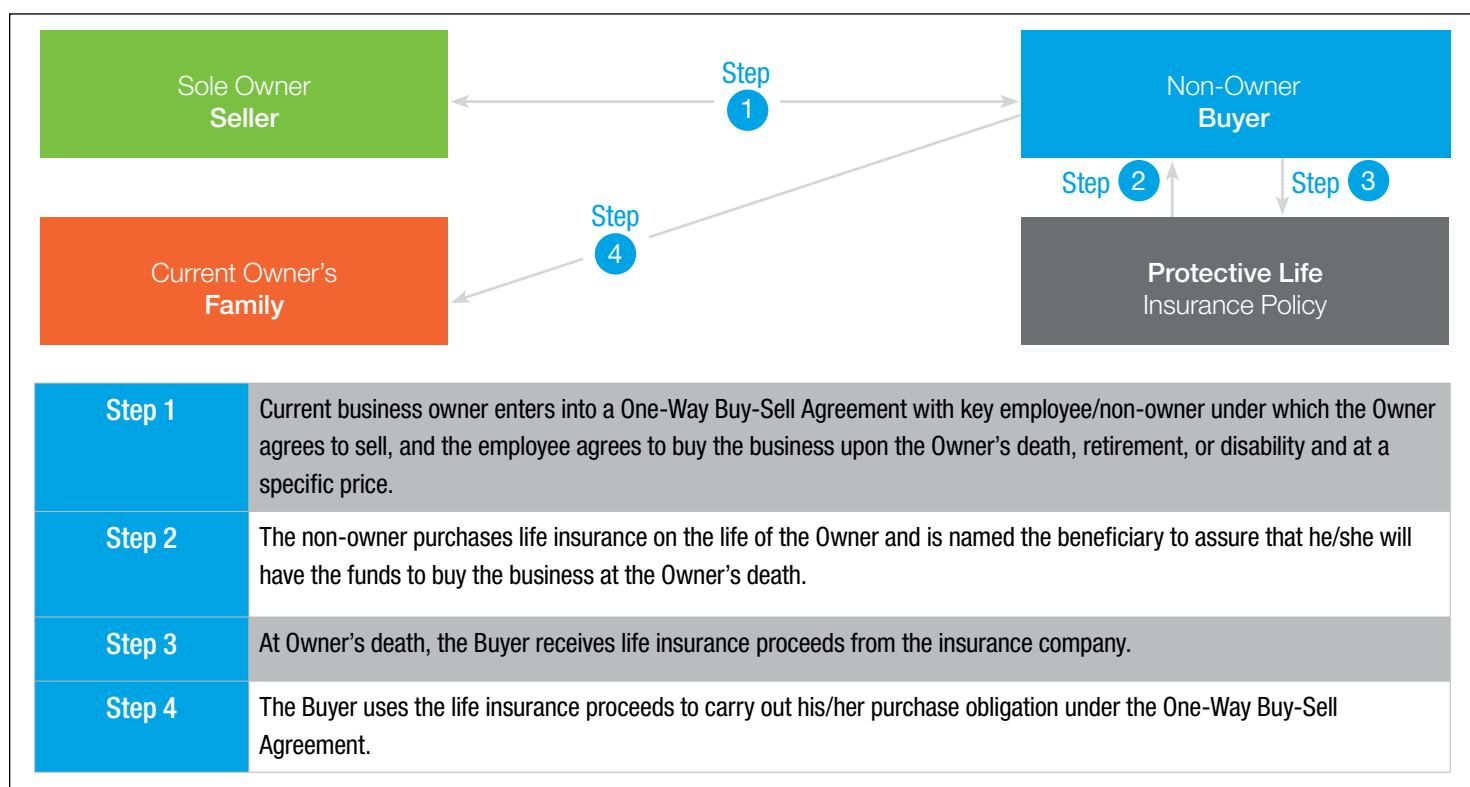 Sole Owner
Seller
Step
1
Non-Owner
Buyer
Step 2
Step 3
Step
4
Current Owner's
Family
Protective Life
Insurance Policy
Step 1
Current business owner enters into a One-Way Buy-Sell Agreement with key employee/non-owner under which the Owner
agrees to sell, and the employee agrees to buy the business upon the Owner's death, retirement, or disability and at a
specific price.
Step 2
The non-owner purchases life insurance on the life of the Owner and is named the beneficiary to assure that he/she will
have the funds to buy the business at the Owner's death.
Step 3
At Owner's death, the Buyer receives life insurance proceeds from the insurance company.
Step 4
The Buyer uses the life insurance proceeds to carry out his/her purchase obligation under the One-Way Buy-Sell
Agreement.